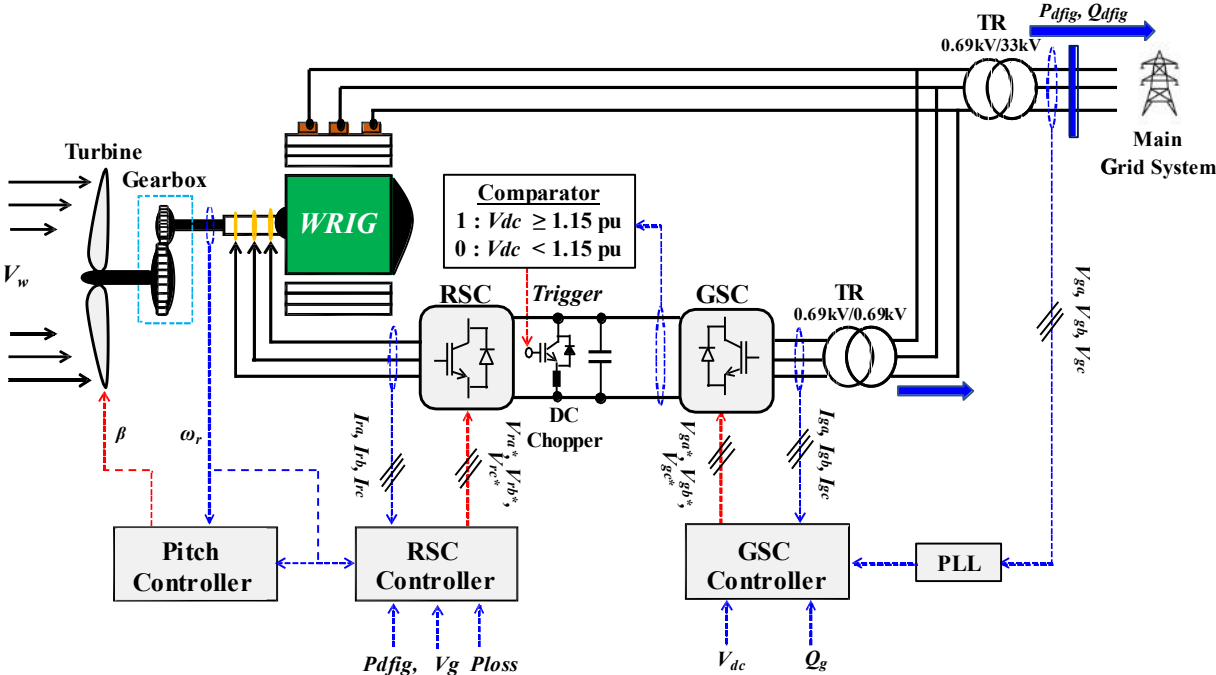 Pdfig, Qdfig
TR
0.69kV/33kV
Main
Grid System
Turbine
Gearbox
Vw
WRIG
Comparator
1 : Vdc ≥ 1.15 pu
0 : Vdc < 1.15 pu
RSC
Trigger
GSC
TR
0.69kV/0.69kV
DC
Chopper
β
ωr
Ira, Irb, Irc
Vra*, Vrb*,
Vrc*
Vga*, Vgb*,
Vgc*
Iga, Igb, Igc
Vga, Vgb, Vgc
Pitch
Controller
RSC
Controller
GSC
Controller
PLL
Pdfig,
Vg
Ploss
Vdc
Qg